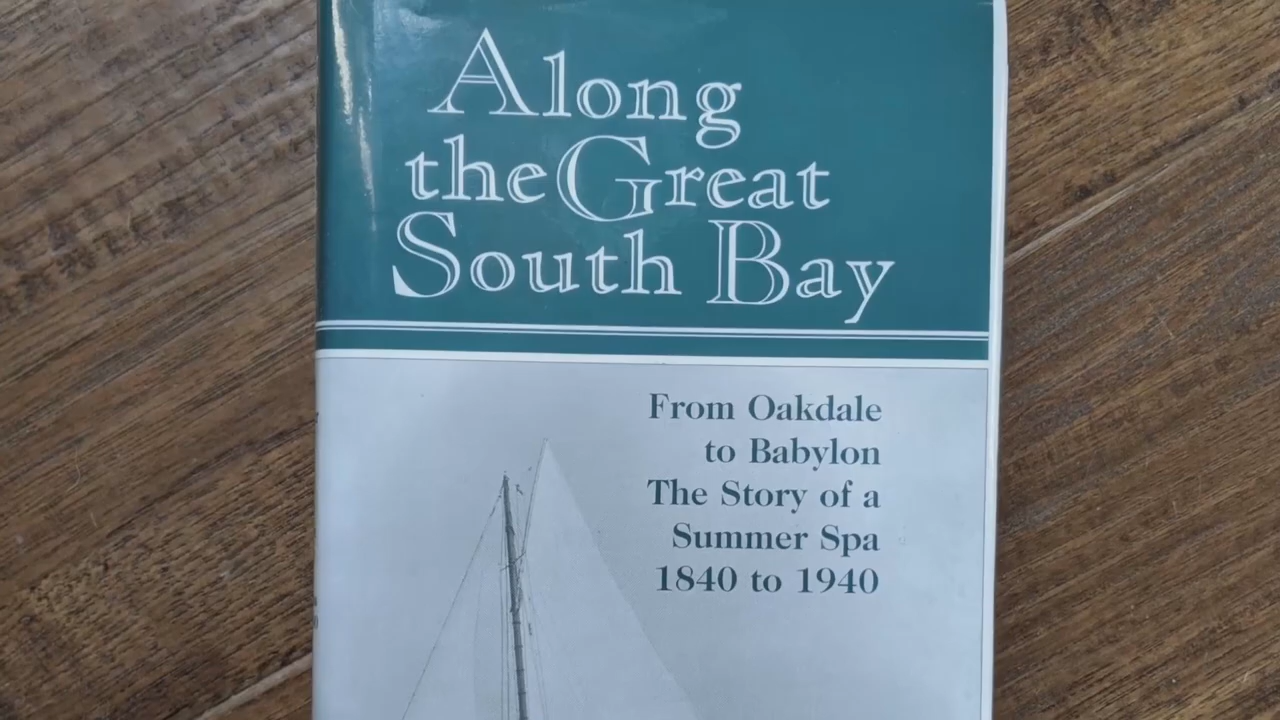 Along
the Great
South Bay
From Oakdale
to Babylon
The Story of a
Summer Spa
1840 to 1940